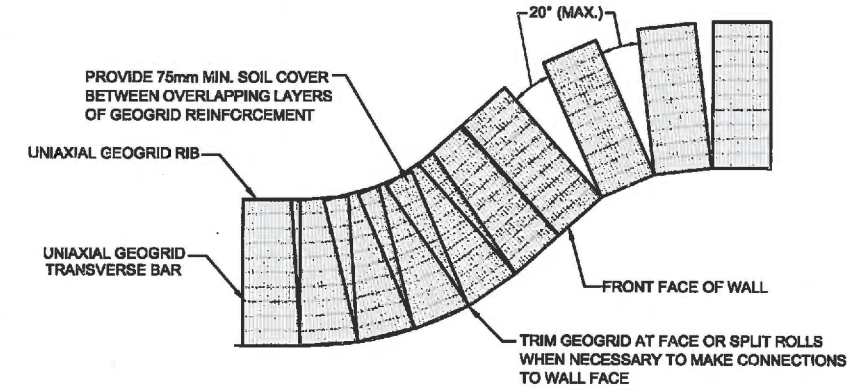 20° (MAX.)
PROVIDE 75mm MIN. SOIL COVER
BETWEEN OVERLAPPING LAYERS
OF GEOGRID REINFORCEMENT
UNIAXIAL GEOGRID RIB
UNIAXIAL GEOGRID
TRANSVERSE BAR
FRONT FACE OF WALL
TRIM GEOGRID AT FACE OR SPLIT ROLLS
WHEN NECESSARY TO MAKE CONNECTIONS
TO WALL FACE